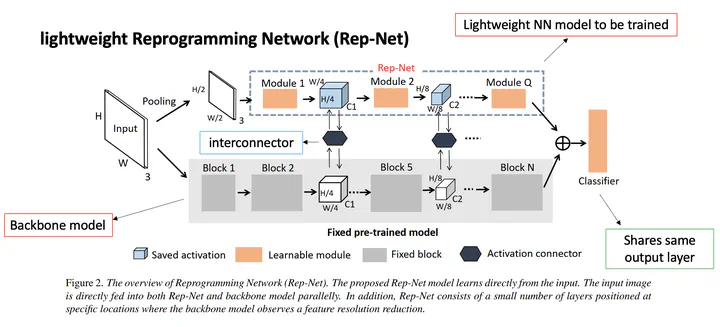 lightweight Reprogramming Network (Rep-Net)
Lightweight NN model to be trained
Rep-Net
Module 1
W/4
H/4
C1
Module 2
H/8
W/8
C2
Module Q
Pooling
H/2
W/2
3
H
Input
W
3
interconnector
Classifier
Block 1
Block 2
H/4
W/4
C1
Block 5
H/8
W/8
C2
Block N
Backbone model
Fixed pre-trained model
Shares same
output layer
Saved activation
Learnable module
Fixed block
Activation connector
Figure 2. The overview of Reprogramming Network (Rep-Net). The proposed Rep-Net model learns directly from the input. The input image
is directly fed into both Rep-Net and backbone model parallelly. In addition, Rep-Net consists of a small number of layers positioned at
specific locations where the backbone model observes a feature resolution reduction.